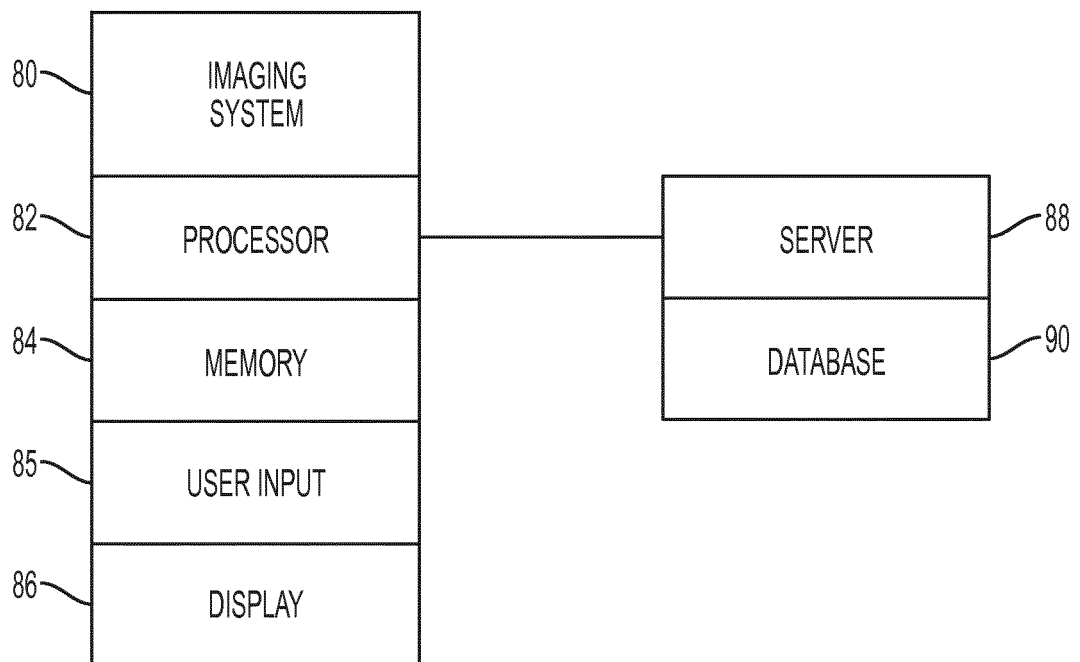 80
IMAGING
SYSTEM
82
PROCESSOR
84
MEMORY
85
USER INPUT
86
DISPLAY
SERVER
88
DATABASE
90